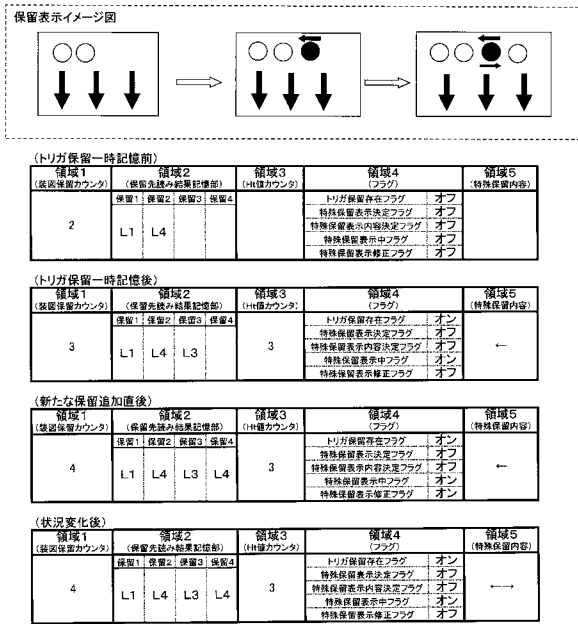 保留表示イメージ図
(トリガ保留一時記憶前)
領域1 領域2 領域3 領域4 領域5
(装図保留カウンタ) (保留先読み結果記憶部) (Ht値カウンタ) (フラグ) (特殊保留内容)
保留1 保留2 保留3 保留4
2 L1 L4
トリガ保留存在フラグ オフ
特殊保留表示決定フラグ オフ
特殊保留表示内容決定フラグ オフ
特殊保留表示中フラグ オフ
特殊保留表示修正フラグ オフ
(トリガ保留一時記憶後)
領域1 領域2 領域3 領域4 領域5
(装図保留カウンタ) (保留先読み結果記憶部) (Ht値カウンタ) (フラグ) (特殊保留内容)
保留1 保留2 保留3 保留4
3 L1 L4 L3 3 ←
トリガ保留存在フラグ オン
特殊保留表示決定フラグ オフ
特殊保留表示内容決定フラグ オフ
特殊保留表示中フラグ オン
特殊保留表示修正フラグ オフ
(新たな保留追加直後)
領域1 領域2 領域3 領域4 領域5
(装図保留カウンタ) (保留先読み結果記憶部) (Ht値カウンタ) (フラグ) (特殊保留内容)
保留1 保留2 保留3 保留4
4 L1 L4 L3 L4 3 ←
トリガ保留存在フラグ オン
特殊保留表示決定フラグ オフ
特殊保留表示内容決定フラグ オフ
特殊保留表示中フラグ オン
特殊保留表示修正フラグ オン
(状況変化後)
領域1 領域2 領域3 領域4 領域5
(装図保留カウンタ) (保留先読み結果記憶部) (Ht値カウンタ) (フラグ) (特殊保留内容)
保留1 保留2 保留3 保留4
4 L1 L4 L3 L4 3 ←→
トリガ保留存在フラグ オン
特殊保留表示決定フラグ オフ
特殊保留表示内容決定フラグ オフ
特殊保留表示中フラグ オン
特殊保留表示修正フラグ オフ